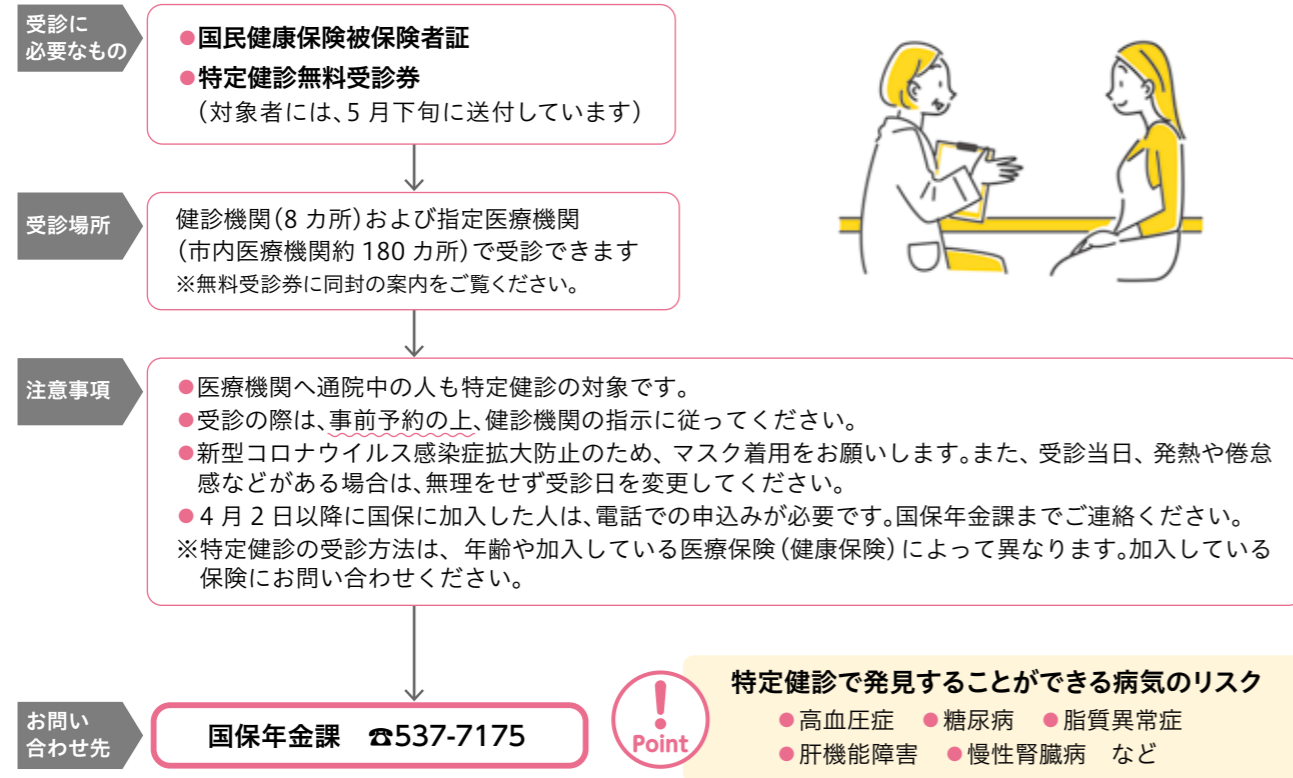 受診に
必要なもの
●国民健康保険被保険者証
●特定健診無料受診券
（対象者には、5月下旬に送付しています）
受診場所
健診機関（8カ所）および指定医療機関
（市内医療機関約180カ所）で受診できます
※無料受診券に同封の案内をご覧ください。
注意事項
●医療機関へ通院中の人も特定健診の対象です。
●受診の際は、事前予約の上、健診機関の指示に従ってください。
●新型コロナウイルス感染症拡大防止のため、マスク着用をお願いします。また、受診当日、発熱や倦怠
感などがある場合は、無理をせず受診日を変更してください。
●4月2日以降に国保に加入した人は、電話での申込みが必要です。国保年金課までご連絡ください。
※特定健診の受診方法は、年齢や加入している医療保険（健康保険）によって異なります。加入している
保険にお問い合わせください。
お問い
合わせ先
国保年金課　☎537-7175
Point
特定健診で発見することができる病気のリスク
●高血圧症　●糖尿病　●脂質異常症
●肝機能障害　●慢性腎臓病　など